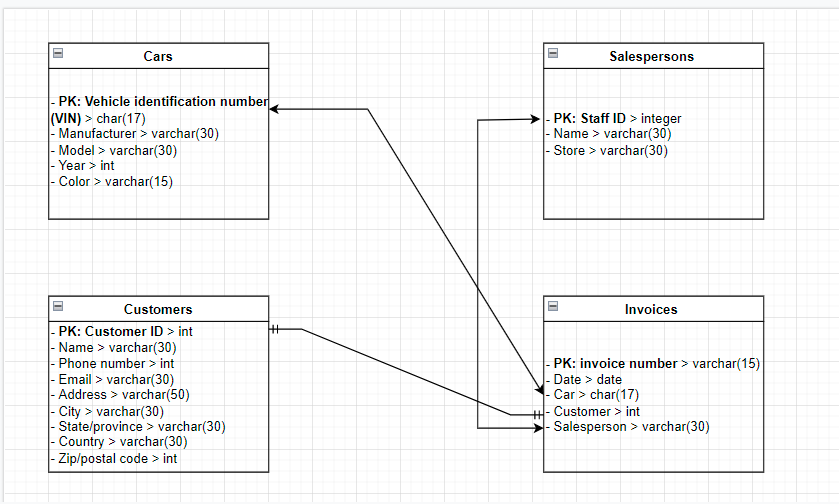 Cars
- PK: Vehicle identification number
(VIN) > char(17)
- Manufacturer > varchar(30)
- Model > varchar(30)
- Year > int
- Color > varchar(15)
Salespersons
- PK: Staff ID > integer
- Name > varchar(30)
- Store > varchar(30)
Customers
- PK: Customer ID > int
- Name > varchar(30)
- Phone number > int
- Email > varchar(30)
- Address > varchar(50)
- City > varchar(30)
- State/province > varchar(30)
- Country > varchar(30)
- Zip/postal code > int
Invoices
- PK: invoice number > varchar(15)
- Date > date
- Car > char(17)
- Customer > int
- Salesperson > varchar(30)